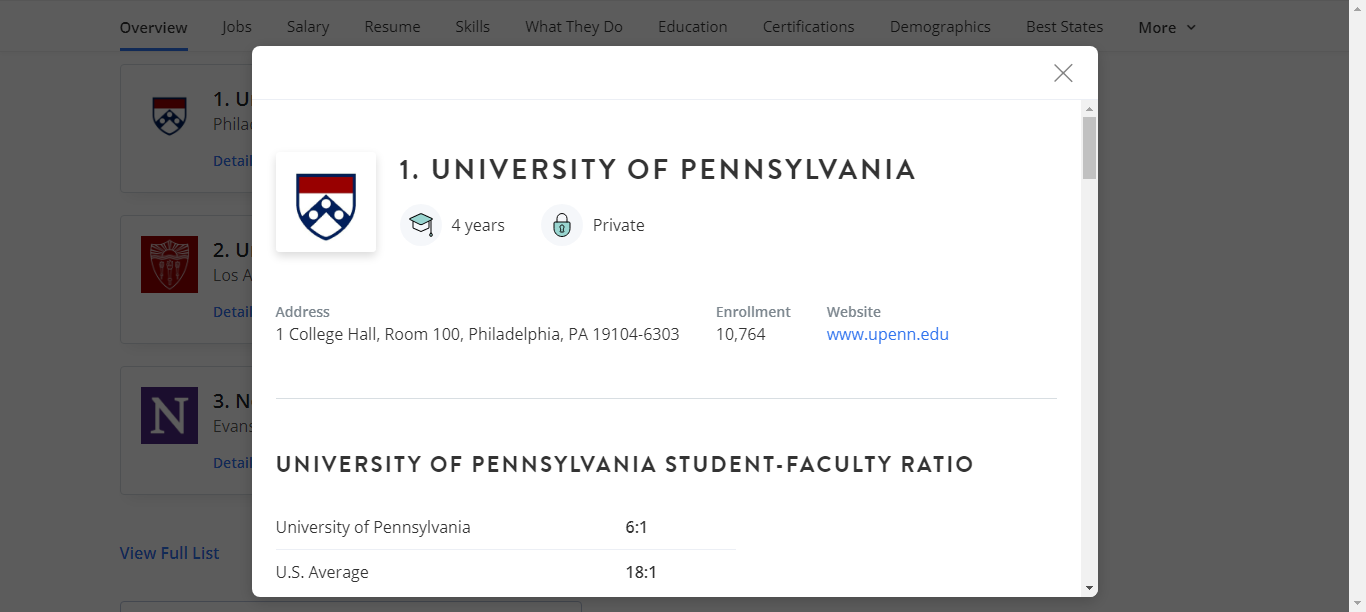 Overview Jobs Salary Resume Skills What They Do Education Certifications Demographics Best States More
1. UNIVERSITY OF PENNSYLVANIA
4 years Private
Address Enrollment Website
1 College Hall, Room 100, Philadelphia, PA 19104-6303 10,764 www.upenn.edu
UNIVERSITY OF PENNSYLVANIA STUDENT-FACULTY RATIO
University of Pennsylvania 6:1
U.S. Average 18:1
1. U
Philad
Detail
2. U
Los A
Detail
N
3. N
Evans
Detail
View Full List